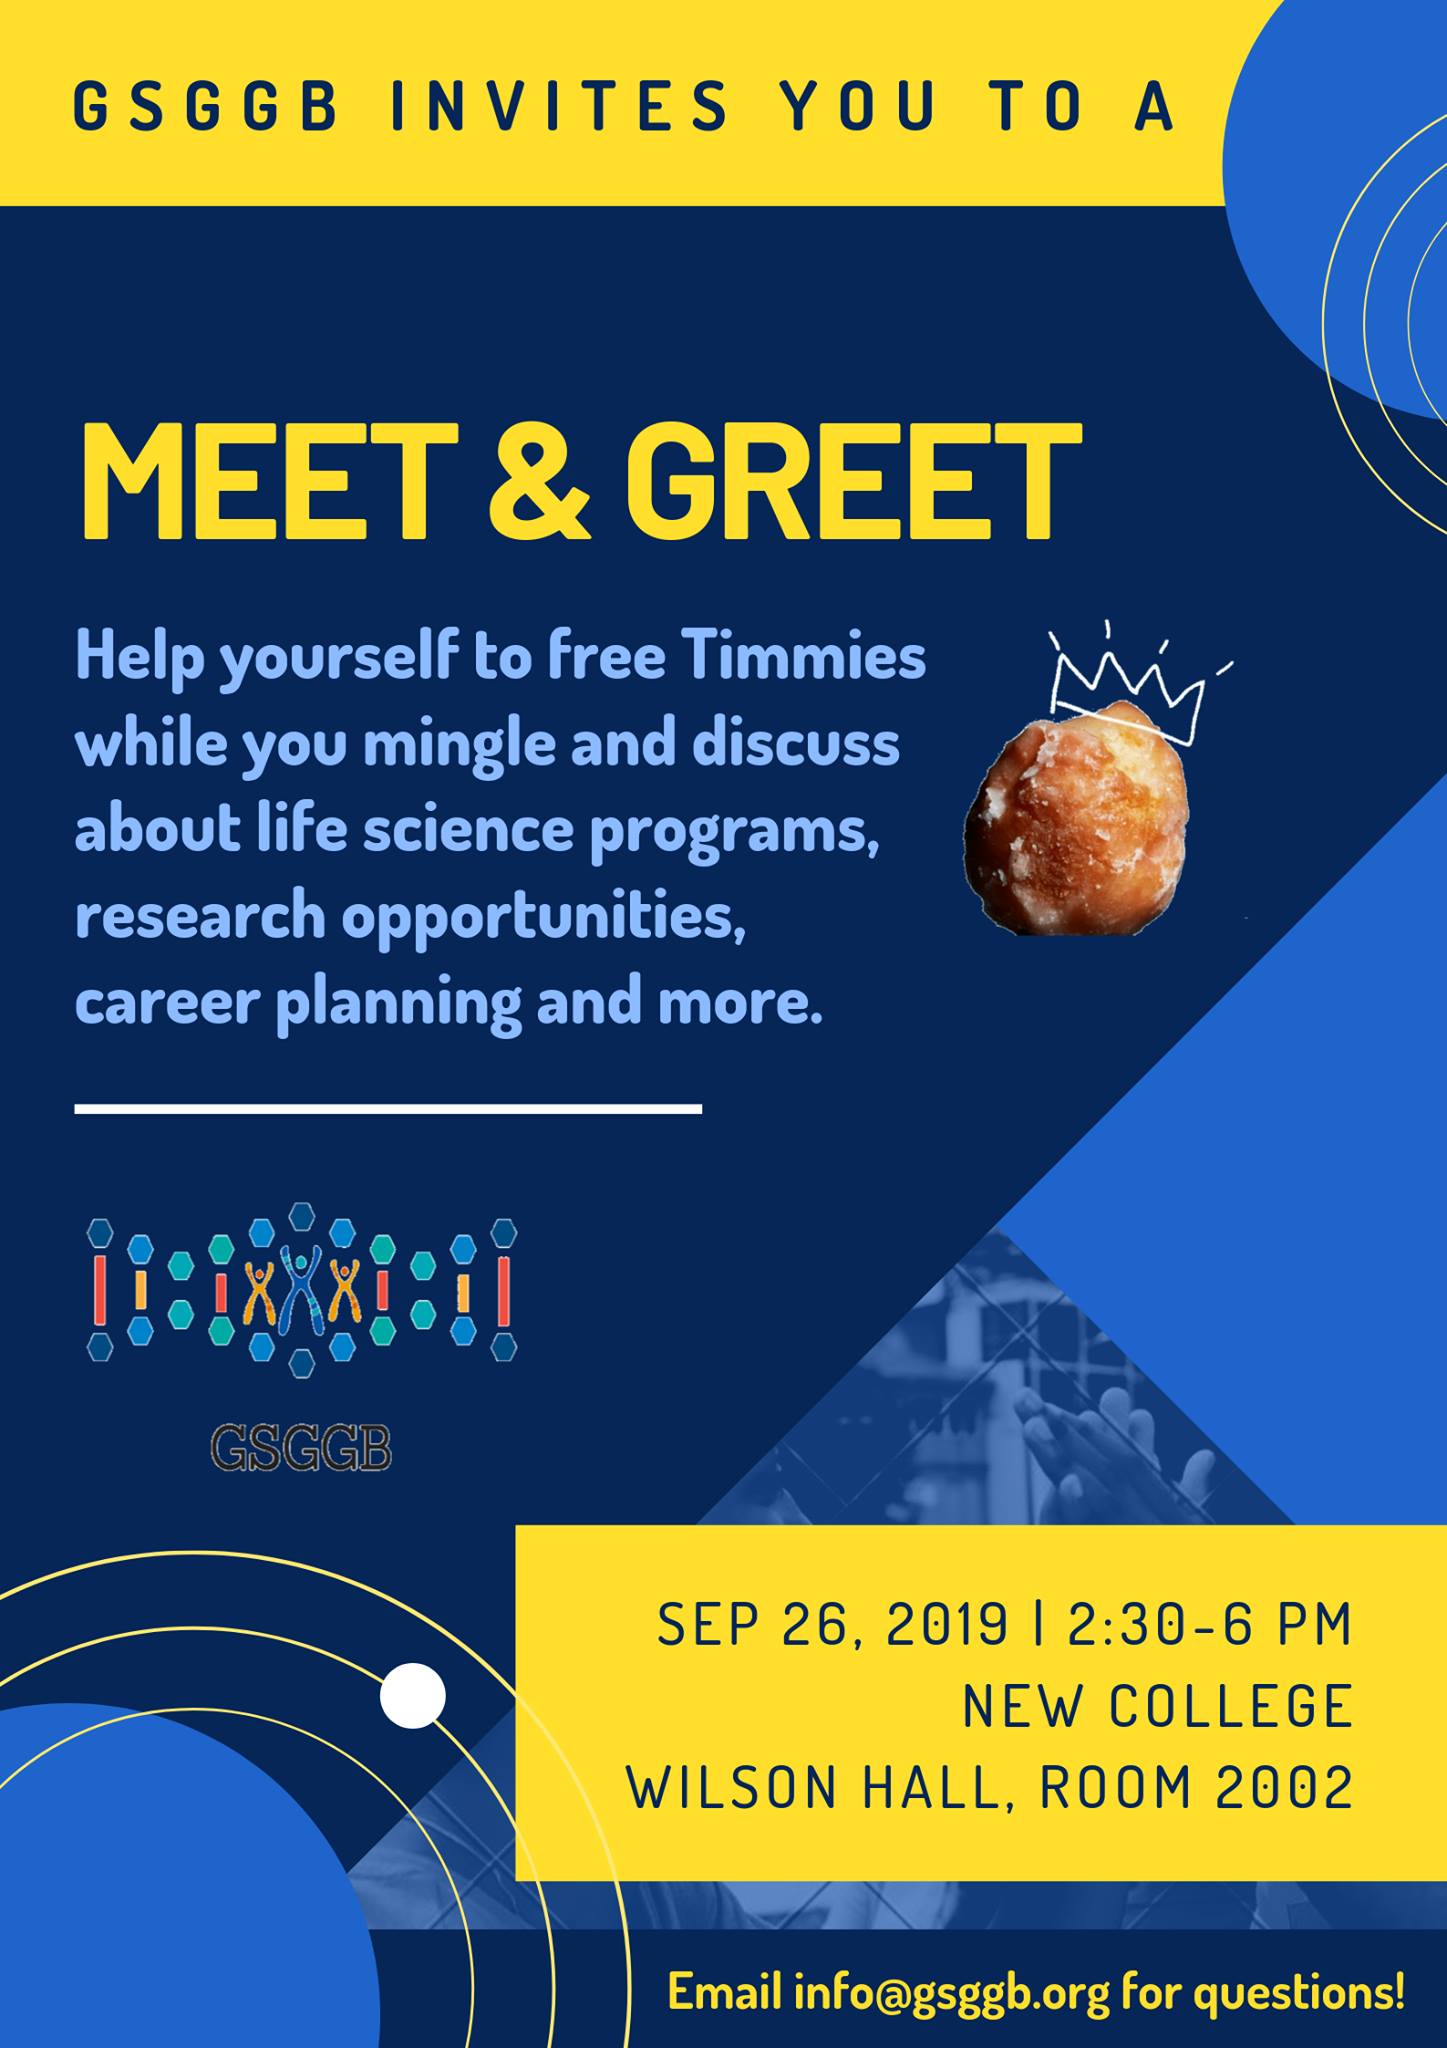 GSGGB INVITES YOU TO A
MEET & GREET
Help yourself to free Timmies
while you mingle and discuss
about life science programs,
research opportunities,
career planning and more.
GSGGB
SEP 26, 2019 | 2:30-6 PM
NEW COLLEGE
WILSON HALL, ROOM 2002
Email info@gsggb.org for questions!